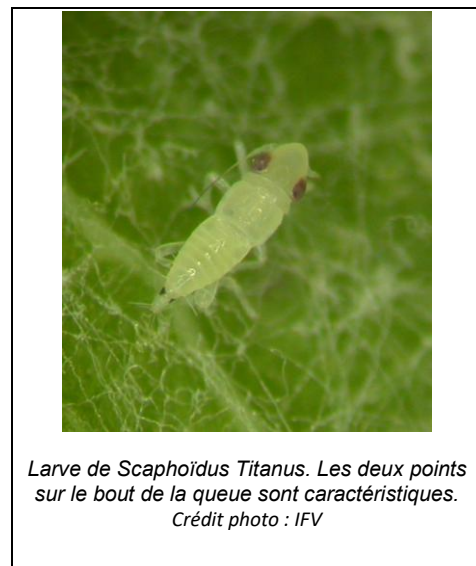 Larve de Scaphoïdus Titanus. Les deux points
sur le bout de la queue sont caractéristiques.
Crédit photo : IFV